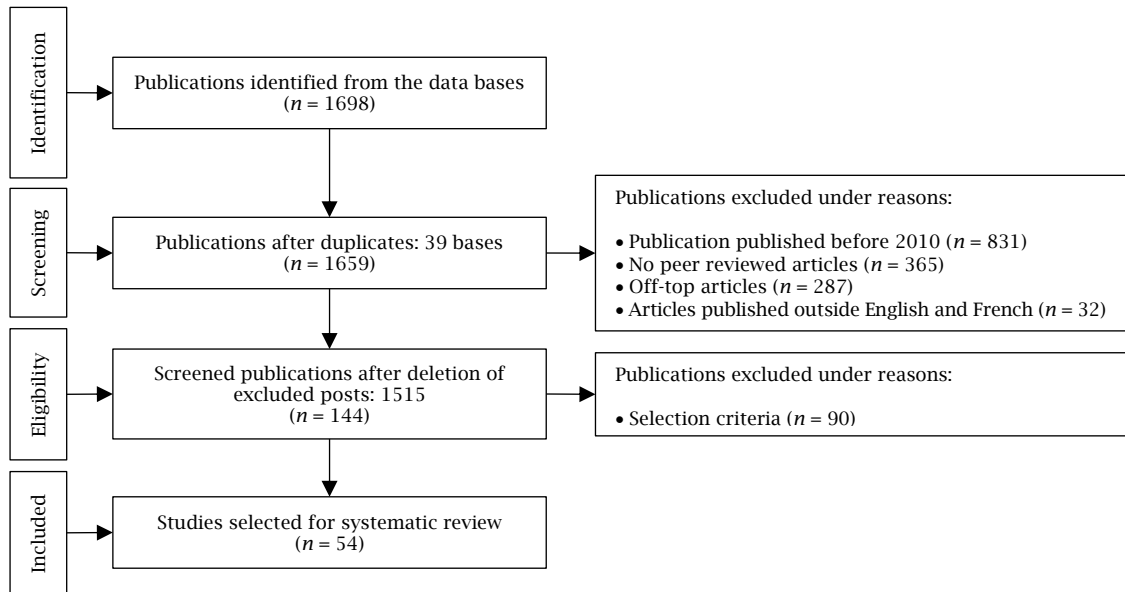 Identification
Publications identified from the data bases
(n = 1698)
Screening
Publications after duplicates: 39 bases
(n = 1659)
Publications excluded under reasons:
• Publication published before 2010 (n = 831)
• No peer reviewed articles (n = 365)
• Off-top articles (n = 287)
• Articles published outside English and French (n = 32)
Eligibility
Screened publications after deletion of
excluded posts: 1515
(n = 144)
Publications excluded under reasons:
• Selection criteria (n = 90)
Included
Studies selected for systematic review
(n = 54)